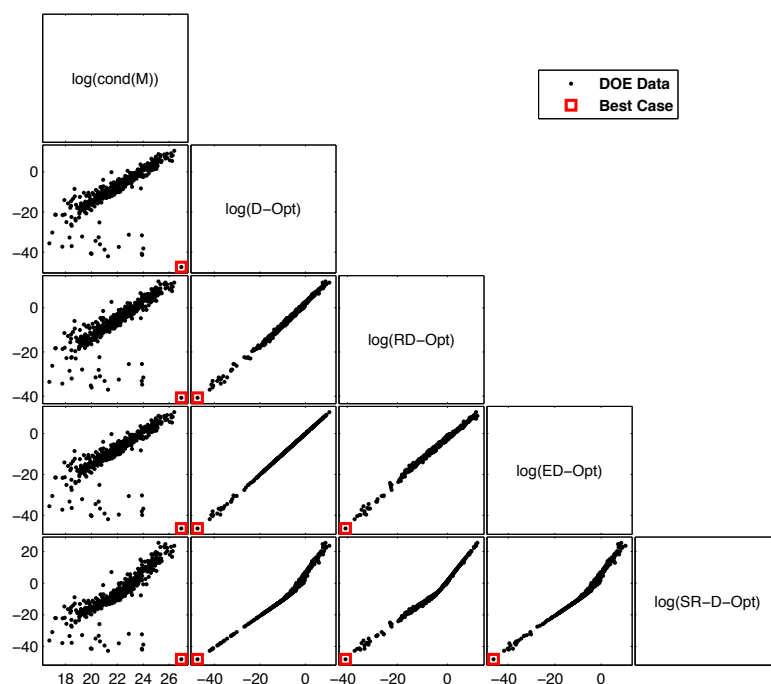 log(cond(M))
DOE Data
Best Case
0
−20
−40
log(D−Opt)
0
−20
−40
log(RD−Opt)
0
−20
−40
log(ED−Opt)
20
0
−20
−40
log(SR−D−Opt)
18 20 22 24 26 −40 −20 0 −40 −20 0 −40 −20 0